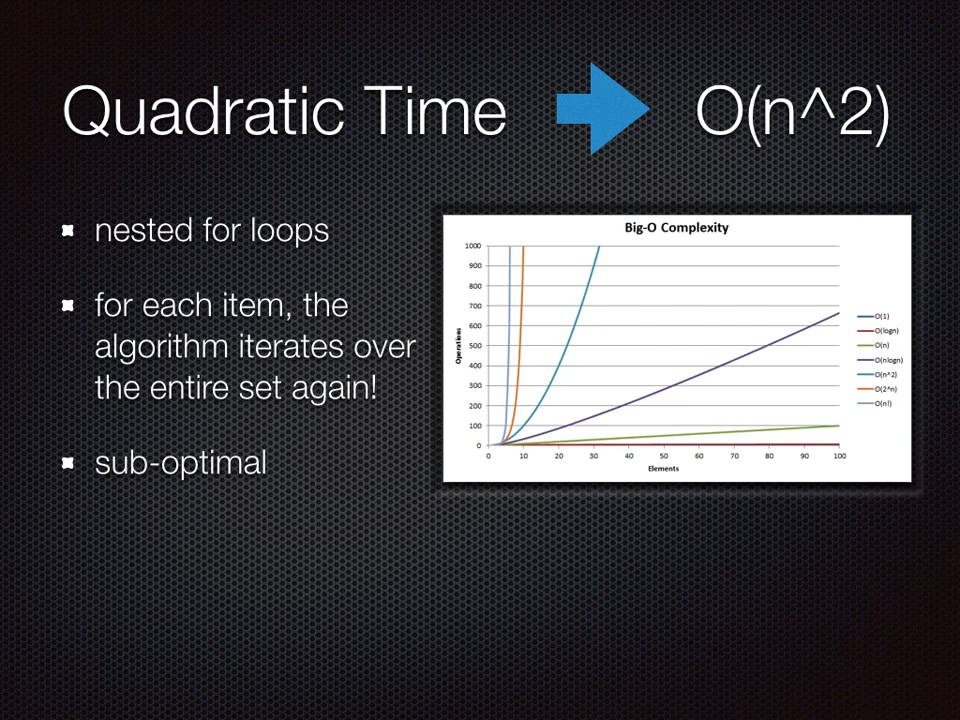 Quadratic Time
O(n^2)
nested for loops
for each item, the
algorithm iterates over
the entire set again!
sub-optimal
Big-O Complexity
1000
900
800
700
600
500
400
300
200
100
0
Operations
0 10 20 30 40 50 60 70 80 90 100
Elements
O(1)
O(logn)
O(n)
O(nlogn)
O(n^2)
O(2^n)
O(n!)